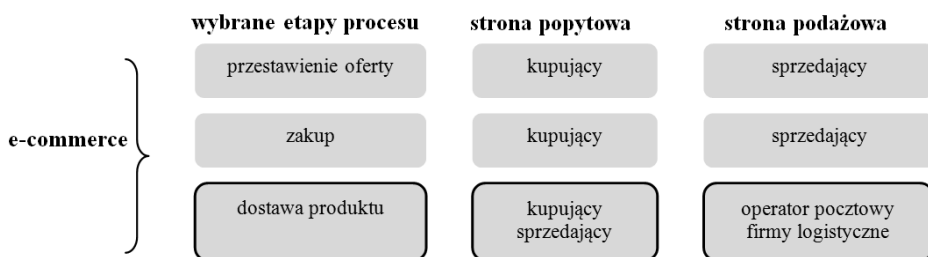 wybrane etapy procesu strona popytowa strona podażowa
przestawienie oferty kupujący sprzedający
e-commerce
zakup kupujący sprzedający
dostawa produktu kupujący operator pocztowy
sprzedający firmy logistyczne